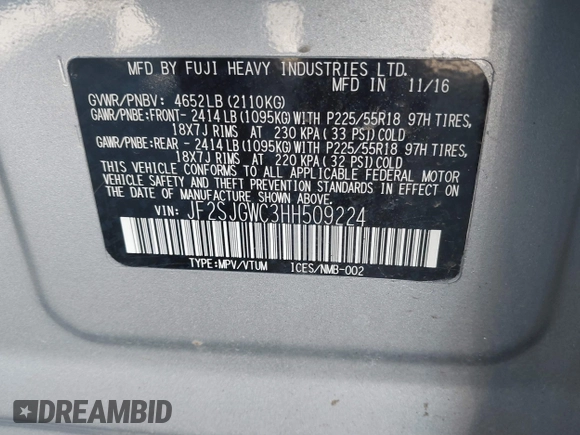 MFD BY FUJI HEAVY INDUSTRIES LTD.
MFD IN 11/16
GVWR/PNBV: 4652LB(2110KG)
GAWR/PNBE:FRONT- 2414LB(1095KG)WITH P225/55R18 97H TIRES,
18X7J RIMS AT 230 KPA(33 PSI)COLD
GAWR/PNBE:REAR - 2414LB(1095KG)WITH P225/55R18 97H TIRES,
18X7J RIMS AT 220 KPA(32 PSI)COLD
THIS VEHICLE CONFORMS TO ALL APPLICABLE FEDERAL MOTOR
VEHICLE SAFETY AND THEFT PREVENTION STANDARDS IN EFFECT
ON THE DATE OF MANUFACTURE SHOWN ABOVE.
VIN: JF2SJGWC3HH509224
TYPE:MPV/VTUM ICES/NMB-002
DREAMBID